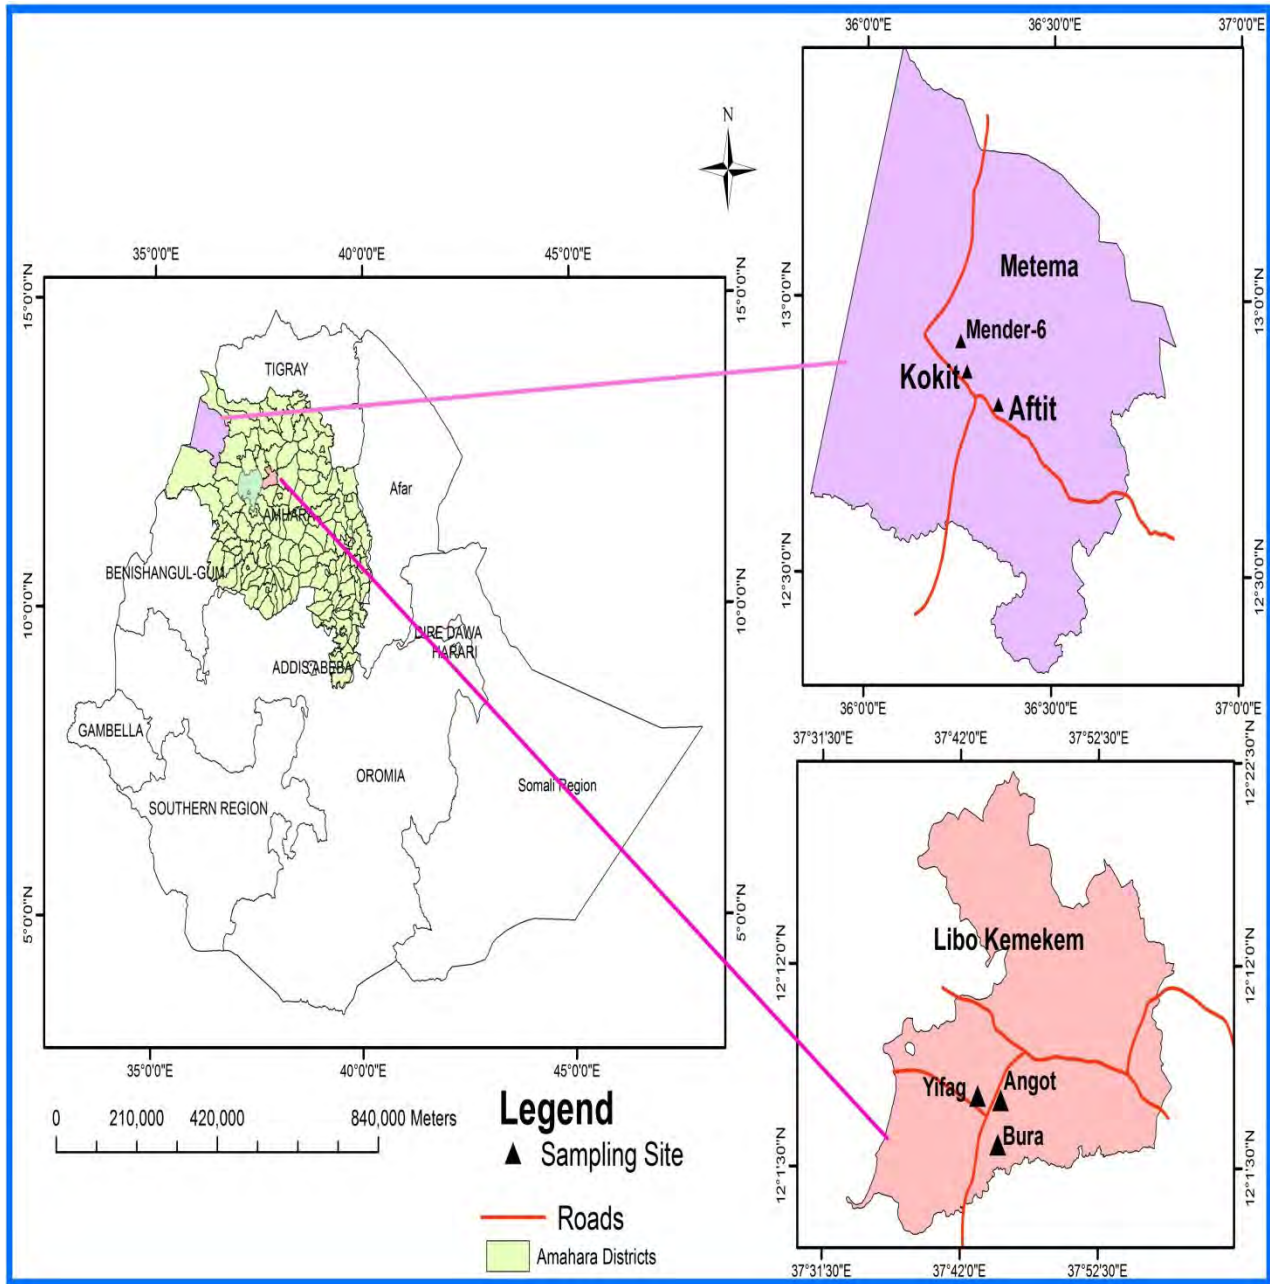 36°0'0"E
36°30'0"E
37°0'0"E
N
13°0'0"N
13°0'0"N
Metema
Mender-6
Kokit
Aftit
12°30'0"N
12°30'0"N
36°0'0"E
36°30'0"E
37°0'0"E
35°0'0"E
40°0'0"E
45°0'0"E
15°0'0"N
15°0'0"N
TIGRAY
Afar
AMHARA
BENISHANGUL-GUM
10°0'0"N
10°0'0"N
DIRE DAWA
HARARI
ADDIS ABEBA
GAMBELLA
OROMIA
Somali Region
SOUTHERN REGION
5°0'0"N
5°0'0"N
35°0'0"E
40°0'0"E
45°0'0"E
37°31'30"E
37°42'0"E
37°52'30"E
12°22'30"N
Libo Kemekem
12°12'0"N
12°12'0"N
Yifag
Angot
Bura
12°1'30"N
12°1'30"N
37°31'30"E
37°42'0"E
37°52'30"E
0 210,000 420,000 840,000 Meters
Legend
Sampling Site
Roads
Amahara Districts